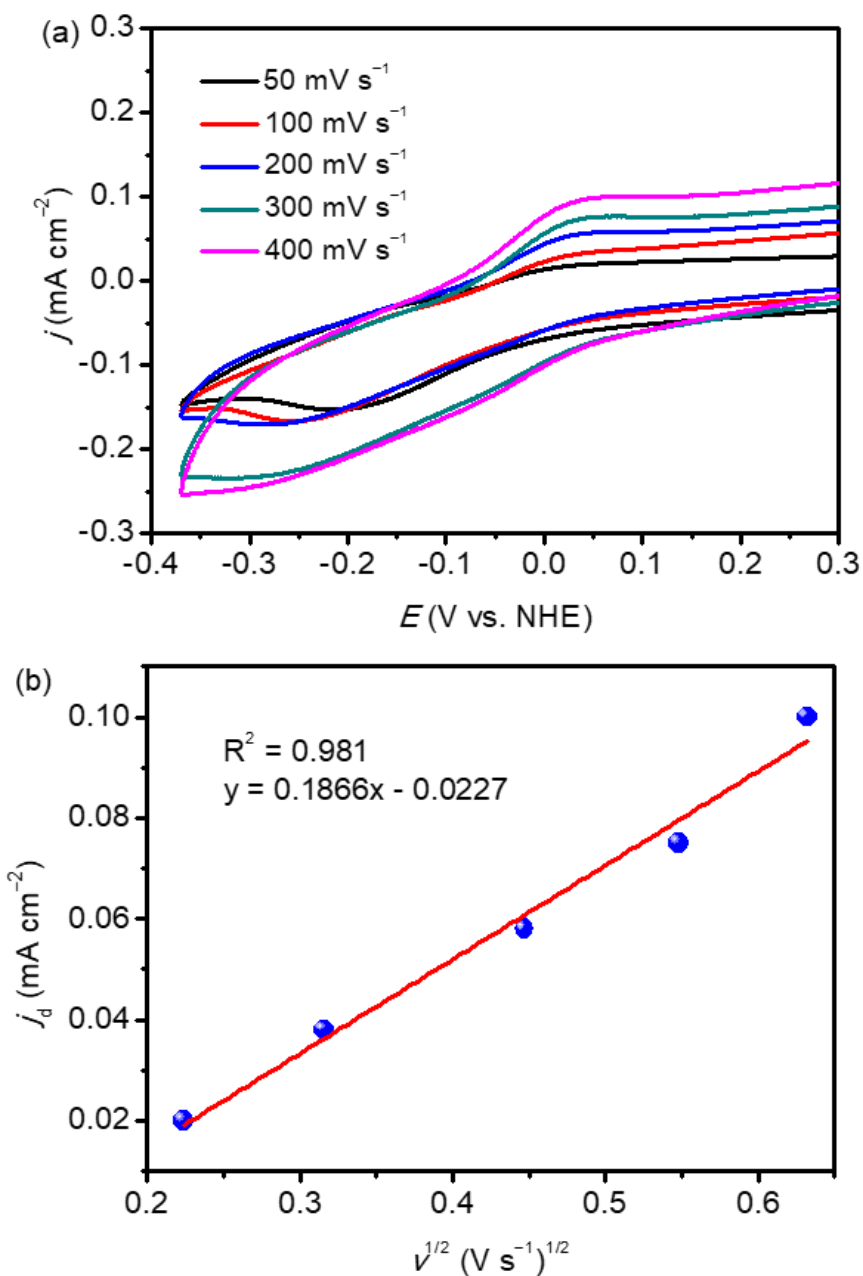 (a)
0.3
0.2
0.1
0.0
-0.1
-0.2
-0.3
j (mA cm⁻²)
50 mV s⁻¹
100 mV s⁻¹
200 mV s⁻¹
300 mV s⁻¹
400 mV s⁻¹
-0.4 -0.3 -0.2 -0.1 0.0 0.1 0.2 0.3
E (V vs. NHE)
(b)
0.10
0.08
0.06
0.04
0.02
j_d (mA cm⁻²)
R² = 0.981
y = 0.1866x - 0.0227
0.2 0.3 0.4 0.5 0.6
v^1/2 (V s⁻¹)^1/2